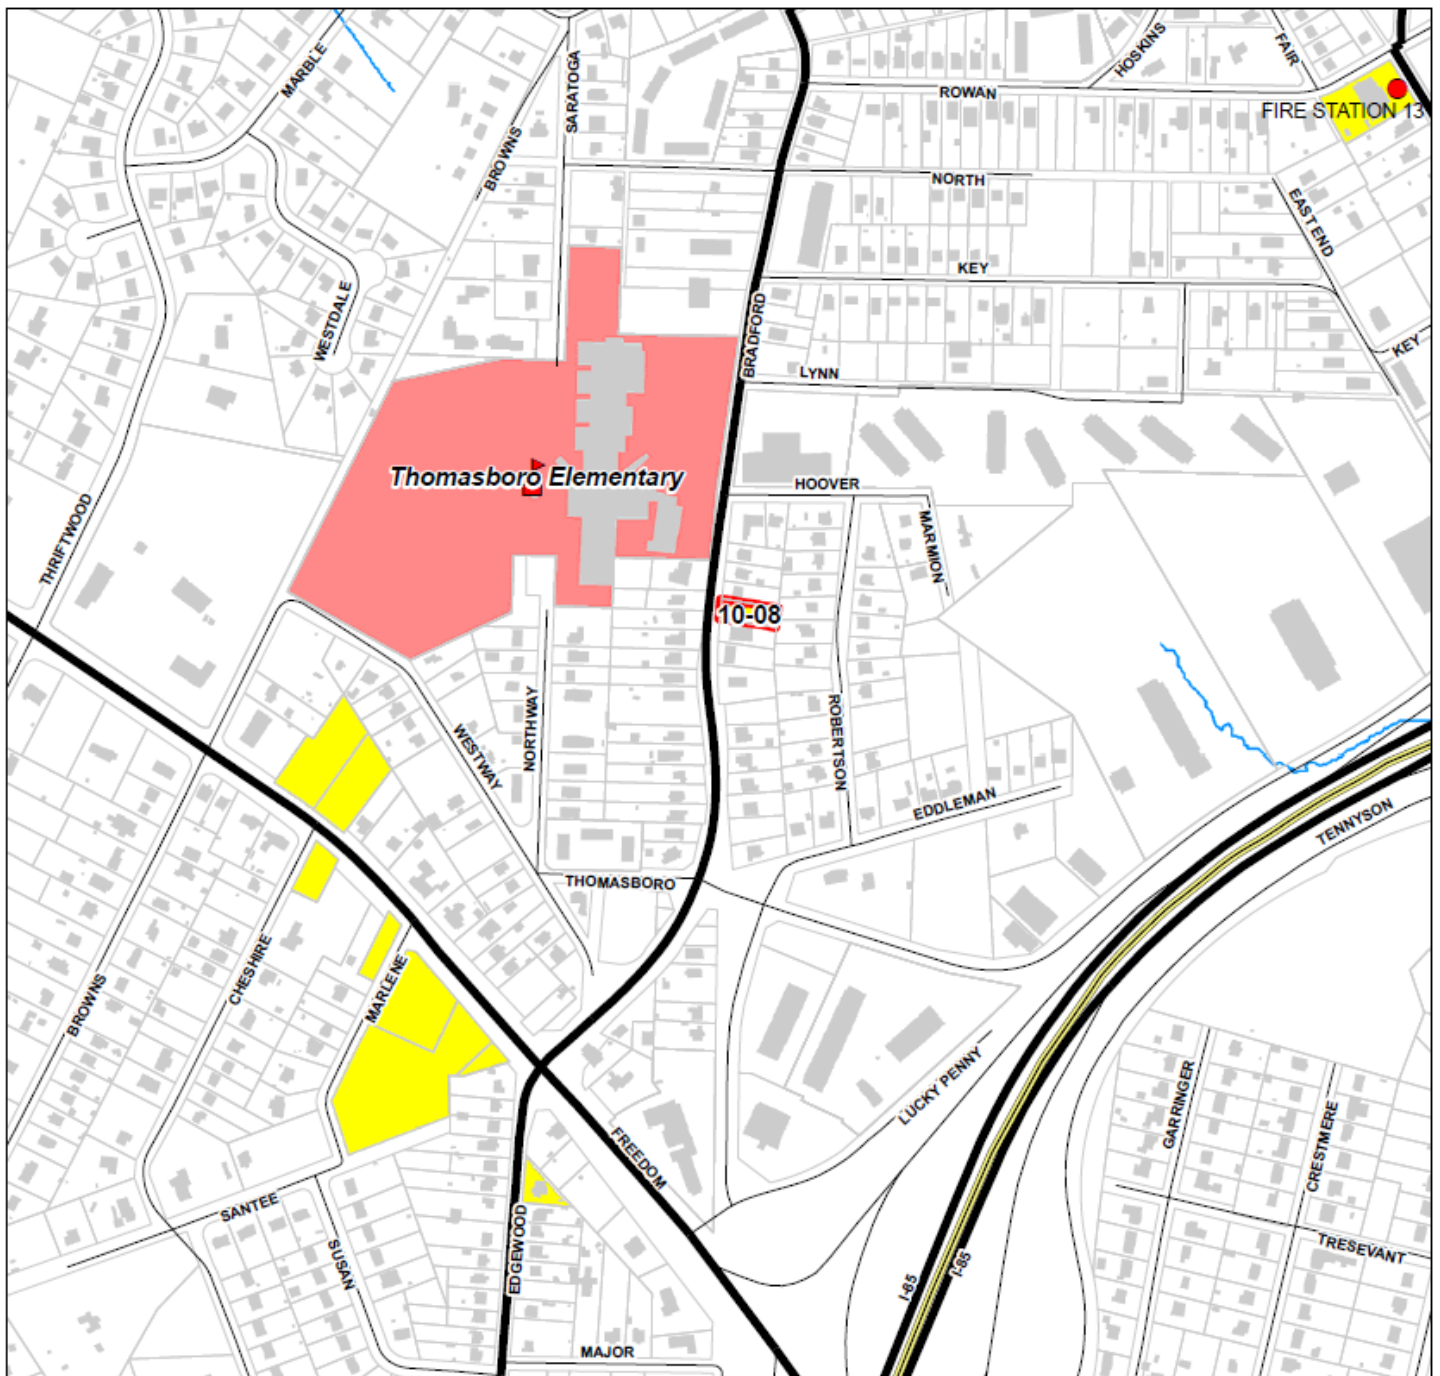 MARBLE
SARATOGA
HOSKINS
FAIR
ROWAN
FIRE STATION 13
BROWNS
NORTH
EAST END
KEY
WESTDALE
BRADFORD
KEY
LYNN
Thomasboro Elementary
HOOVER
THRIFTWOOD
MARMION
10-08
WESTWAY
NORTHWAY
ROBERTSON
EDDLEMAN
TENNYSON
THOMASBORO
CHESHIRE
MARLENE
BROWNS
LUCKY PENNY
GARRINGER
CRESTMERE
FREEDOM
SANTEE
EDGEWOOD
SUSAN
TRESEVANT
I-85
I-85
MAJOR